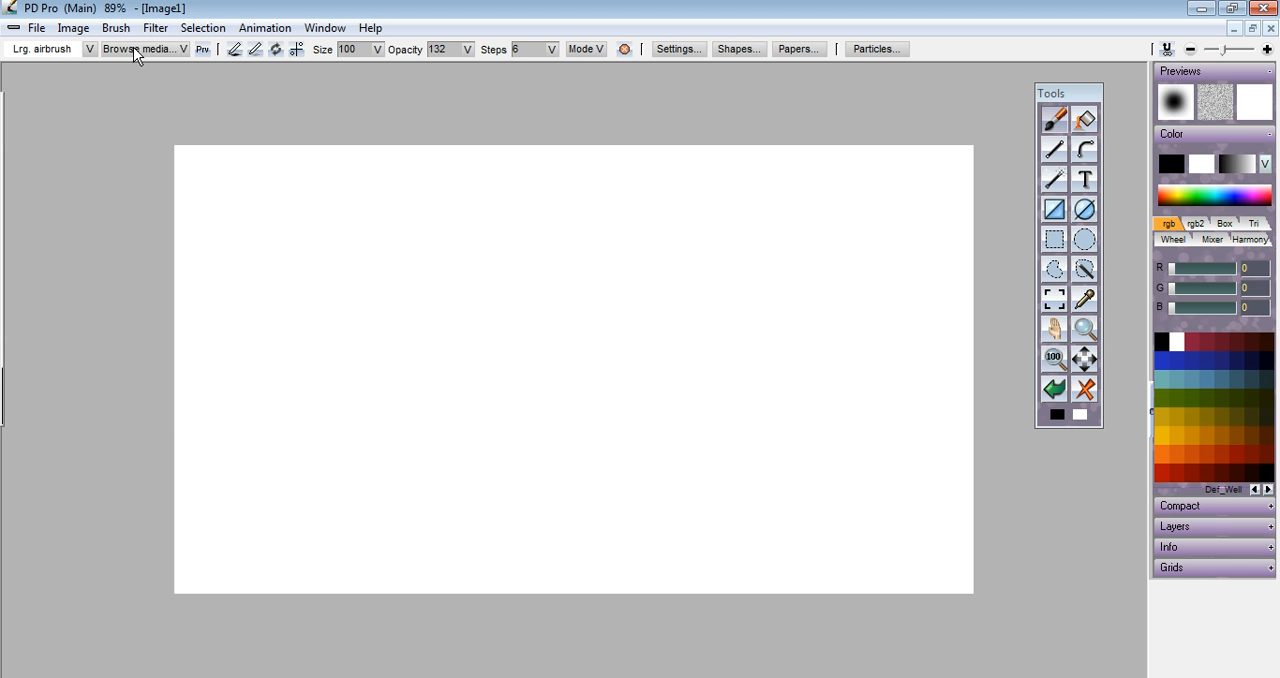 PD Pro (Main) 89% - [Image1]
File Image Brush Filter Selection Animation Window Help
Lrg. airbrush V Browse media... V Prv. Size 100 V Opacity 132 V Steps 6 V Mode V Settings... Shapes... Papers... Particles...
Tools
T
100
Previews -
Color -
V
rgb rgb2 Box Tri
Wheel Mixer Harmony
R 0
G 0
B 0
Def_Well
Compact +
Layers +
Info +
Grids +